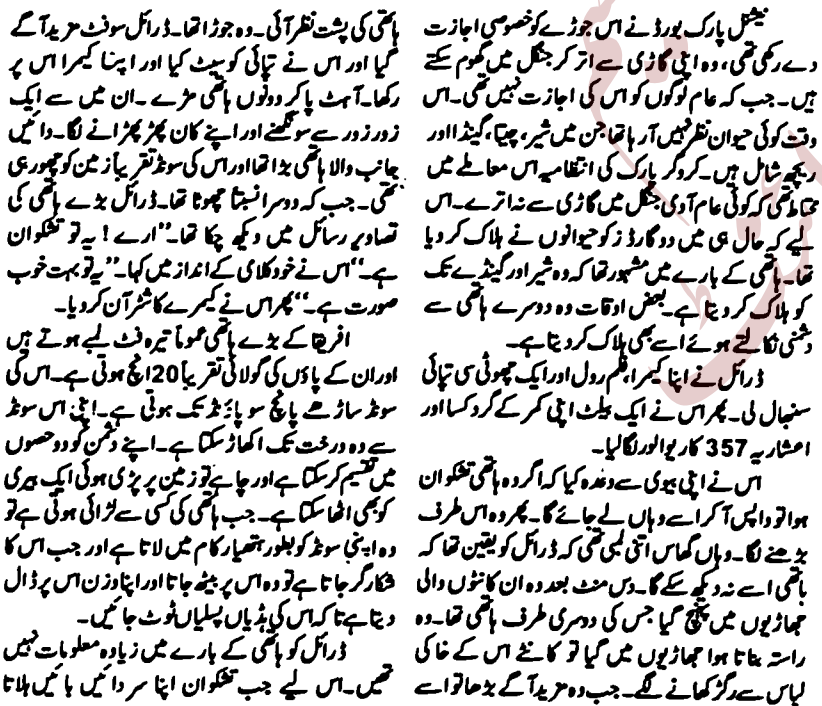 نیشنل پارک بورڈ نے اس جوڑے کو خصوصی اجازت
دے رکھی تھی، وہ اپنی گاڑی سے اتر کر جنگل میں گھوم سکتے
ہیں۔ جب کہ عام لوگوں کو اس کی اجازت نہیں تھی۔ اس
وقت کوئی حیوان نظر نہیں آ رہا تھا جن میں شیر، چیتا، گینڈا اور
ریچھ شامل ہیں۔ کروگر پارک کی انتظامیہ اس معاملے میں
محتاط تھی کہ کوئی عام آدمی جنگل میں گاڑی سے نہ اترے۔ اس
لیے کہ حال ہی میں دو گارڈز کو حیوانوں نے ہلاک کر دیا
تھا۔ ہاتھی کے بارے میں مشہور تھا کہ وہ شیر اور گینڈے تک
کو ہلاک کر دیتا ہے۔ بعض اوقات وہ دوسرے ہاتھی سے
دشمنی نکالتے ہوئے اسے بھی ہلاک کر دیتا ہے۔
ڈرائل نے اپنا کیمرا، فلم رول اور ایک چھوٹی سی تپائی
سنبھال لی۔ پھر اس نے ایک بیلٹ اپنی کمر کے گرد کسا اور
اعشاریہ 357 کا ریوالور لگا لیا۔
اس نے اپنی بیوی سے وعدہ کیا کہ اگر وہ ہاتھی تشکوان
ہوا تو واپس آ کر اسے وہاں لے جائے گا۔ پھر وہ اس طرف
بڑھنے لگا۔ وہاں گھاس اتنی لمبی تھی کہ ڈرائل کو یقین تھا کہ
ہاتھی اسے نہ دیکھ سکے گا۔ دس منٹ بعد وہ ان کانٹوں والی
جھاڑیوں میں پہنچ گیا جس کی دوسری طرف ہاتھی تھا۔ وہ
راستہ بناتا ہوا جھاڑیوں میں گیا تو کانٹے اس کے خاکی
لباس سے رگڑ کھانے لگے۔ جب وہ مزید آگے بڑھا تو اسے
ہاتھی کی پشت نظر آئی۔ وہ جوڑا تھا۔ ڈرائل سو فٹ مزید آگے
گیا اور اس نے تپائی کو سیٹ کیا اور اپنا کیمرا اس پر
رکھا۔ آہٹ پا کر دونوں ہاتھی مڑے۔ ان میں سے ایک
زور زور سے سونگھنے اور اپنے کان پھڑپھڑانے لگا۔ دائیں
جانب والا ہاتھی بڑا تھا اور اس کی سونڈ تقریباً زمین کو چھو رہی
تھی۔ جب کہ دوسرا نسبتاً چھوٹا تھا۔ ڈرائل بڑے ہاتھی کی
تصاویر رسائل میں دیکھ چکا تھا۔ ”ارے! یہ تو تشکوان
ہے۔“ اس نے خود کلامی کے انداز میں کہا۔ ”یہ تو بہت خوب
صورت ہے۔“ پھر اس نے کیمرے کا شٹر آن کر دیا۔
افریقا کے بڑے ہاتھی عموماً تیرہ فٹ لمبے ہوتے ہیں
اور ان کے پاؤں کی گولائی تقریباً 20 انچ ہوتی ہے۔ اس کی
سونڈ ساڑھے پانچ سو پاؤنڈ تک ہوتی ہے۔ اپنی اس سونڈ
سے وہ درخت تک اکھاڑ سکتا ہے۔ اپنے دشمن کو دو حصوں
میں تقسیم کر سکتا ہے اور چاہے تو زمین پر پڑی ہوئی ایک بیری
کو بھی اٹھا سکتا ہے۔ جب ہاتھی کی کسی سے لڑائی ہوتی ہے تو
وہ اپنی سونڈ کو بطور ہتھیار کام میں لاتا ہے اور جب اس کا
شکار گر جاتا ہے تو وہ اس پر بیٹھ جاتا اور اپنا وزن اس پر ڈال
دیتا ہے تا کہ اس کی ہڈیاں پسلیاں ٹوٹ جائیں۔
ڈرائل کو ہاتھی کے بارے میں زیادہ معلومات نہیں
تھیں۔ اس لیے جب تشکوان اپنا سر دائیں بائیں ہلاتا